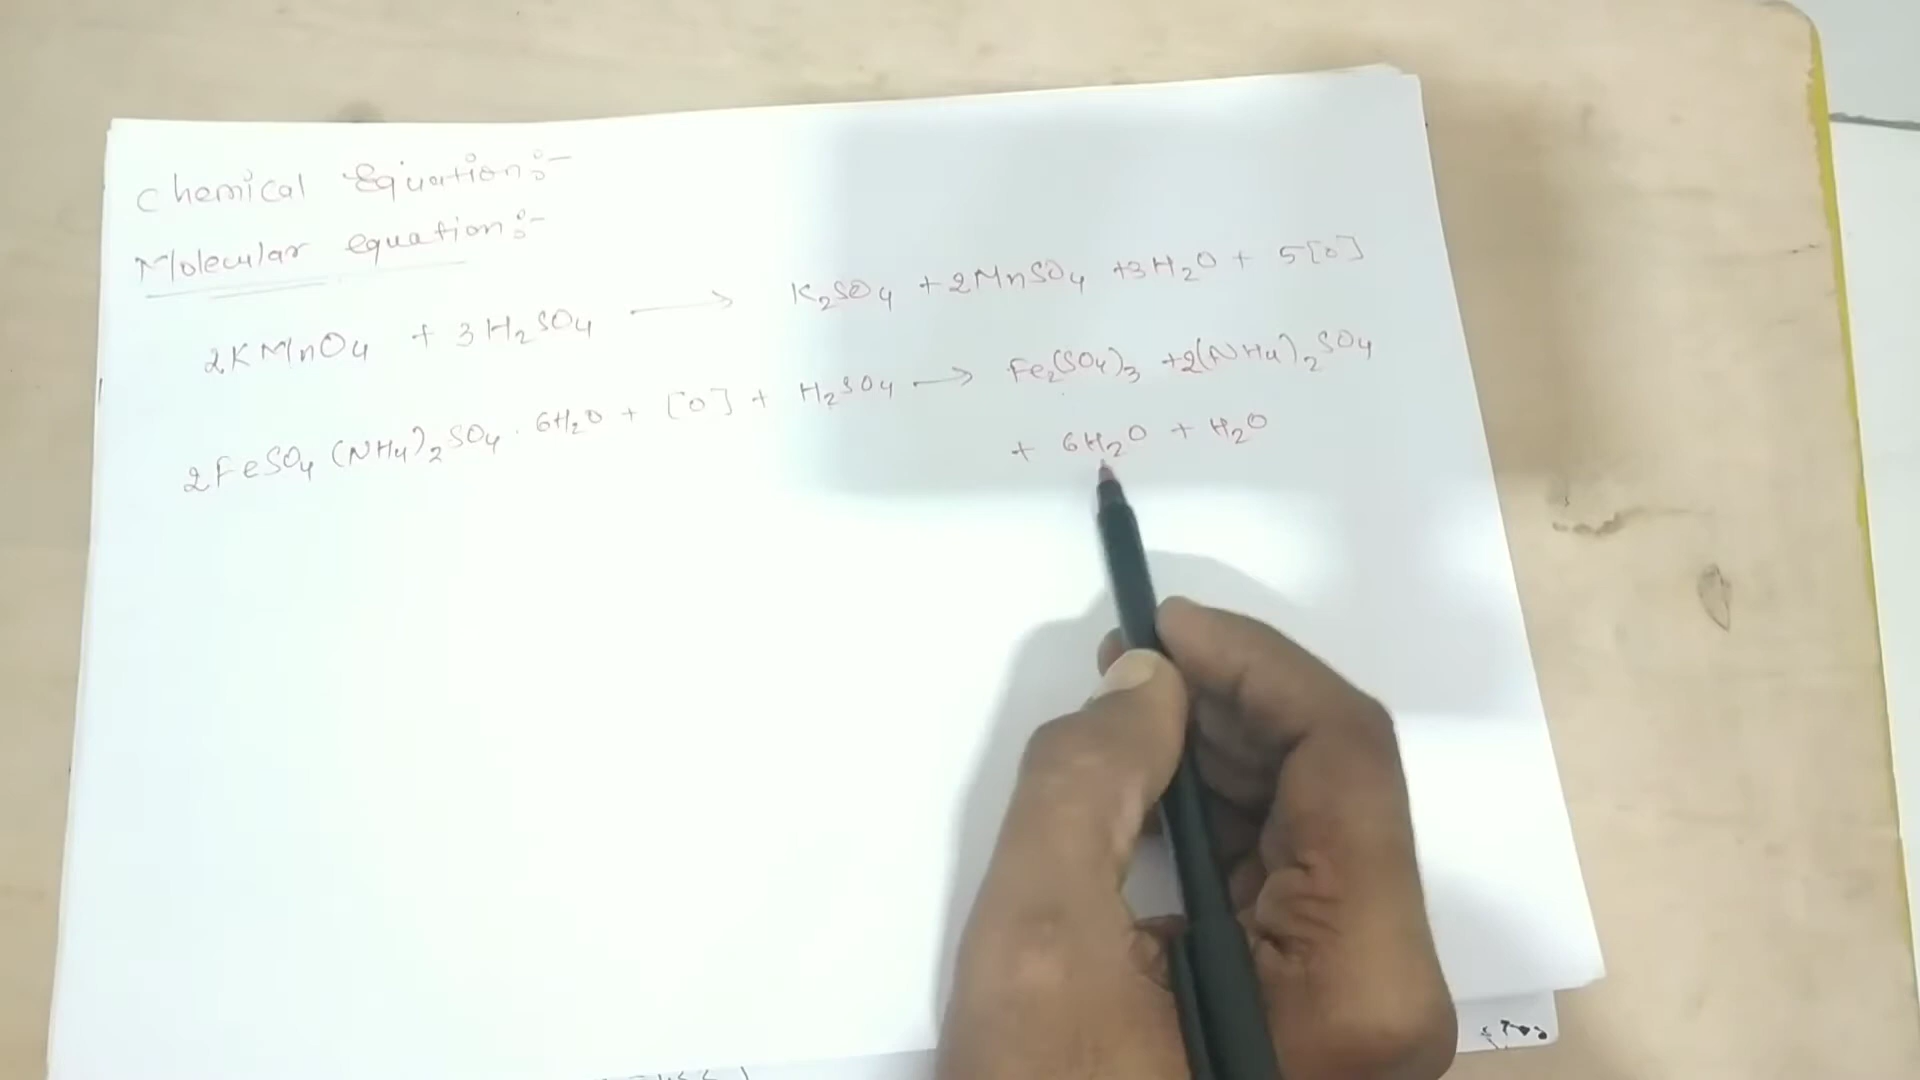 Chemical Equation:-
Molecular equation:-
2KMnO4 + 3H2SO4 ⟶ K2SO4 + 2MnSO4 +3H2O + 5[O]
2FeSO4 (NH4)2SO4 . 6H2O + [O] + H2SO4 ⟶ Fe2(SO4)3 +2(NH4)2SO4
+ 6H2O + H2O